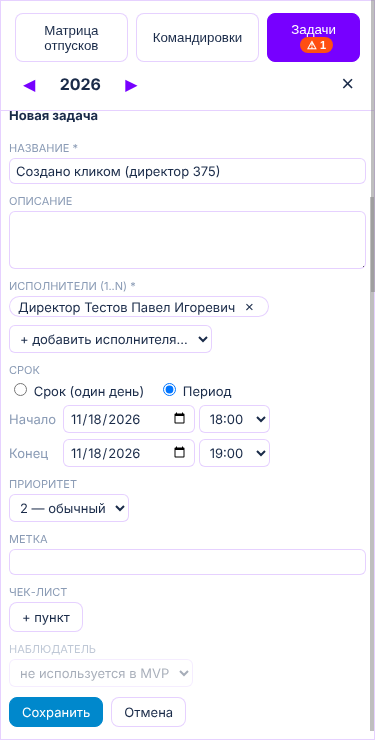 Матрица
отпусков
Командировки
Задачи
⚠ 1
◀ 2026 ▶ ×
Новая задача
НАЗВАНИЕ *
Создано кликом (директор 375)
ОПИСАНИЕ
ИСПОЛНИТЕЛИ (1..N) *
Директор Тестов Павел Игоревич ×
+ добавить исполнителя...
СРОК
Срок (один день) Период
Начало 11/18/2026 18:00
Конец 11/18/2026 19:00
ПРИОРИТЕТ
2 — обычный
МЕТКА
ЧЕК-ЛИСТ
+ пункт
НАБЛЮДАТЕЛЬ
не используется в MVP
Сохранить Отмена